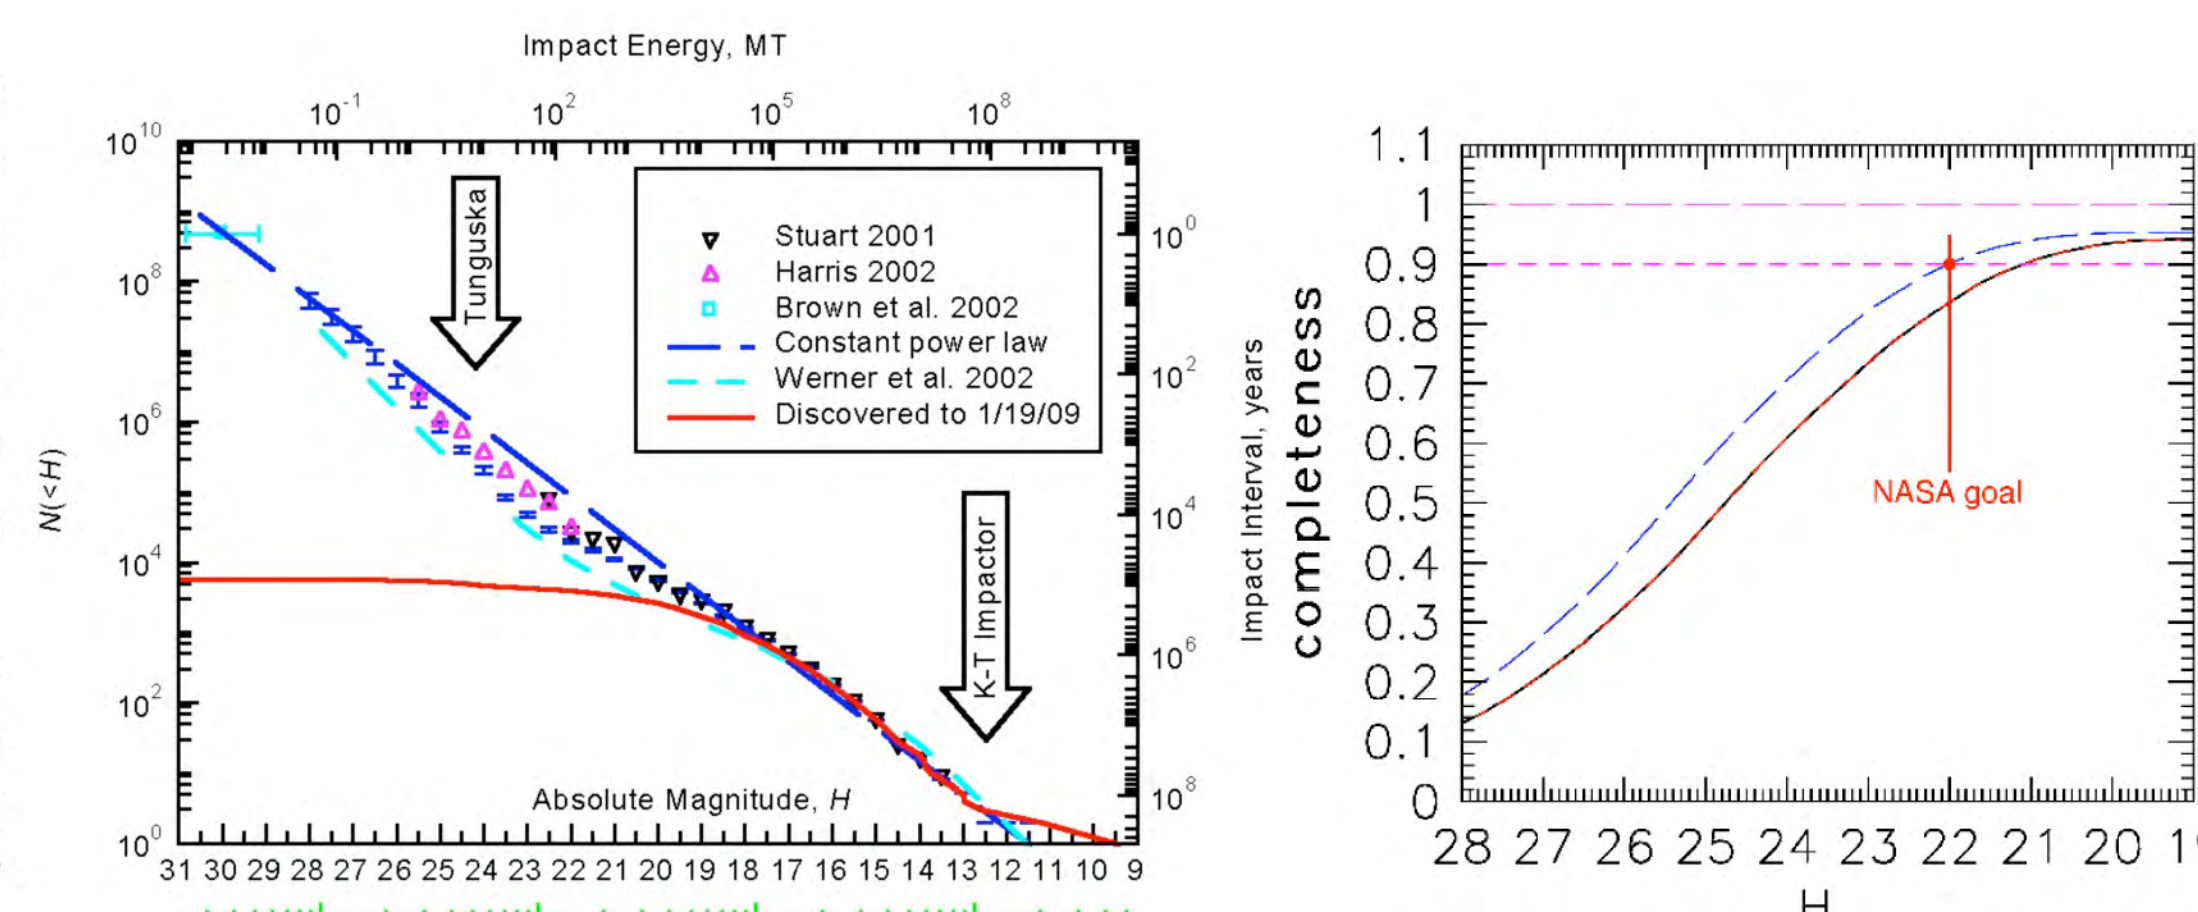 Impact Energy, MT
10^-1 10^2 10^5 10^8
10^10
10^8
10^6
10^4
10^2
10^0
N(<H)
Tunguska
Stuart 2001
Harris 2002
Brown et al. 2002
Constant power law
Werner et al. 2002
Discovered to 1/19/09
K-T Impactor
Absolute Magnitude, H
31 30 29 28 27 26 25 24 23 22 21 20 19 18 17 16 15 14 13 12 11 10 9
10^0
10^2
10^4
10^6
10^8
Impact Interval, years
completeness
1.1
1
0.9
0.8
0.7
0.6
0.5
0.4
0.3
0.2
0.1
0
NASA goal
28 27 26 25 24 23 22 21 20
H